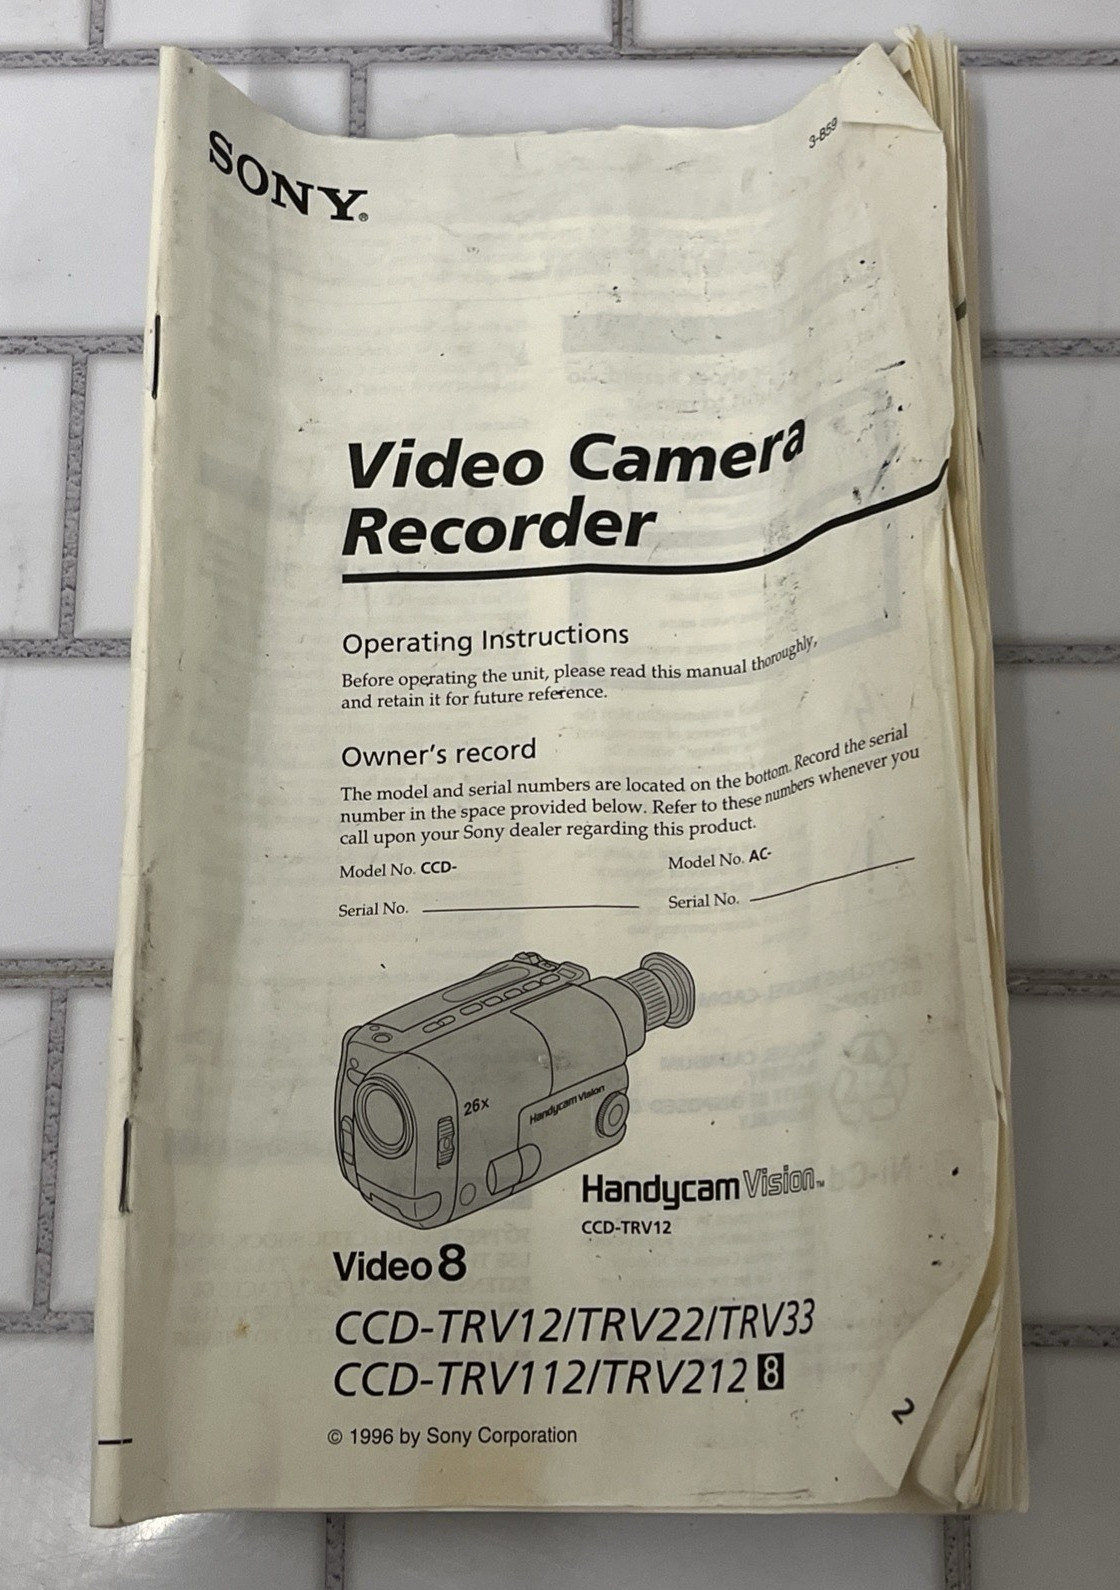 SONY®
3-859
Video Camera
Recorder
Operating Instructions
Before operating the unit, please read this manual thoroughly,
and retain it for future reference.
Owner's record
The model and serial numbers are located on the bottom. Record the serial
number in the space provided below. Refer to these numbers whenever you
call upon your Sony dealer regarding this product.
Model No. CCD- Model No. AC-
Serial No. Serial No.
26x
Handycam Vision
Handycam Vision™
CCD-TRV12
Video 8
CCD-TRV12/TRV22/TRV33
CCD-TRV112/TRV212 8
© 1996 by Sony Corporation
2